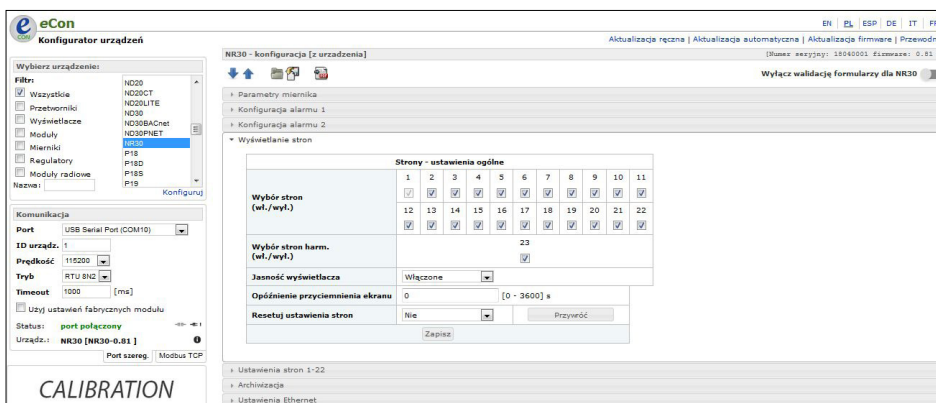 eCon
eCON
Konfigurator urządzeń
EN | PL | ESP | DE | IT | FR
Aktualizacja ręczna | Aktualizacja automatyczna | Aktualizacja firmware |
Wybierz urządzenie:
Filtr:
Wszystkie
Przetworniki
Wyświetlacze
Moduły
Mierniki
Regulatory
Moduły radiowe
Nazwa:
ND20
ND20CT
ND20LITE
ND30
ND30BACnet
ND30PNET
NR30
P18
P18D
P18S
P19
Konfiguruj
Komunikacja
Port USB Serial Port (COM10)
ID urządz. 1
Prędkość 115200
Tryb RTU 8N2
Timeout 1000 [ms]
Użyj ustawień fabrycznych modułu
Status: port połączony
Urządz.: NR30 [NR30-0.81 ]
Port szereg. Modbus TCP
CALIBRATION
NR30 - konfiguracja [z urzadzenia]
[Numer seryjny: 18040001 firmware: 0.81
Wyłącz walidację formularzy dla NR30
Parametry miernika
Konfiguracja alarmu 1
Konfiguracja alarmu 2
Wyświetlanie stron
Strony - ustawienia ogólne
Wybór stron (wł./wył.)
1 2 3 4 5 6 7 8 9 10 11
12 13 14 15 16 17 18 19 20 21 22
Wybór stron harm. (wł./wył.)
23
Jasność wyświetlacza Włączone
Opóźnienie przyciemnienia ekranu 0 [0 - 3600] s
Resetuj ustawienia stron Nie Przywróć
Zapisz
Ustawienia stron 1-22
Archiwizacja
Ustawienia Ethernet